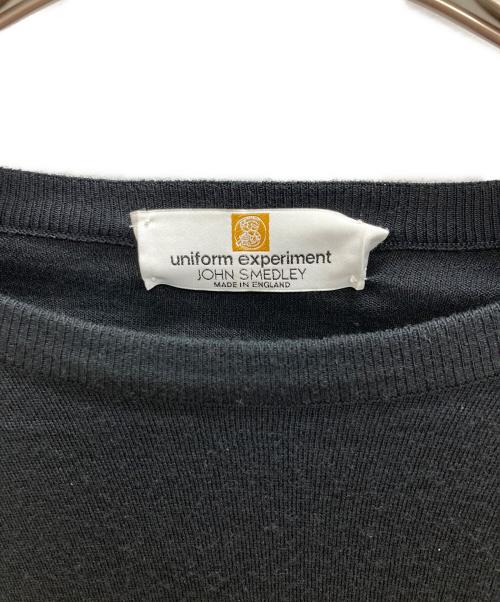 uniform experiment
JOHN SMEDLEY
MADE IN ENGLAND